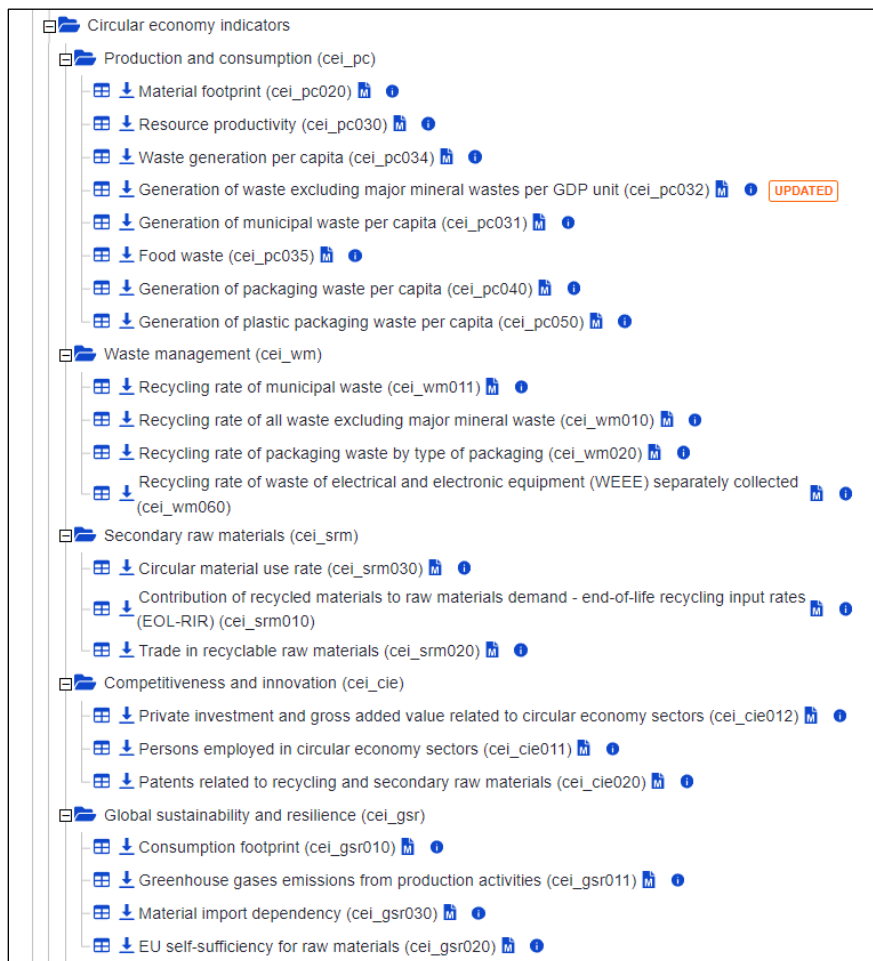 Circular economy indicators
Production and consumption (cei_pc)
Material footprint (cei_pc020)
Resource productivity (cei_pc030)
Waste generation per capita (cei_pc034)
Generation of waste excluding major mineral wastes per GDP unit (cei_pc032) UPDATED
Generation of municipal waste per capita (cei_pc031)
Food waste (cei_pc035)
Generation of packaging waste per capita (cei_pc040)
Generation of plastic packaging waste per capita (cei_pc050)
Waste management (cei_wm)
Recycling rate of municipal waste (cei_wm011)
Recycling rate of all waste excluding major mineral waste (cei_wm010)
Recycling rate of packaging waste by type of packaging (cei_wm020)
Recycling rate of waste of electrical and electronic equipment (WEEE) separately collected
(cei_wm060)
Secondary raw materials (cei_srm)
Circular material use rate (cei_srm030)
Contribution of recycled materials to raw materials demand - end-of-life recycling input rates
(EOL-RIR) (cei_srm010)
Trade in recyclable raw materials (cei_srm020)
Competitiveness and innovation (cei_cie)
Private investment and gross added value related to circular economy sectors (cei_cie012)
Persons employed in circular economy sectors (cei_cie011)
Patents related to recycling and secondary raw materials (cei_cie020)
Global sustainability and resilience (cei_gsr)
Consumption footprint (cei_gsr010)
Greenhouse gases emissions from production activities (cei_gsr011)
Material import dependency (cei_gsr030)
EU self-sufficiency for raw materials (cei_gsr020)